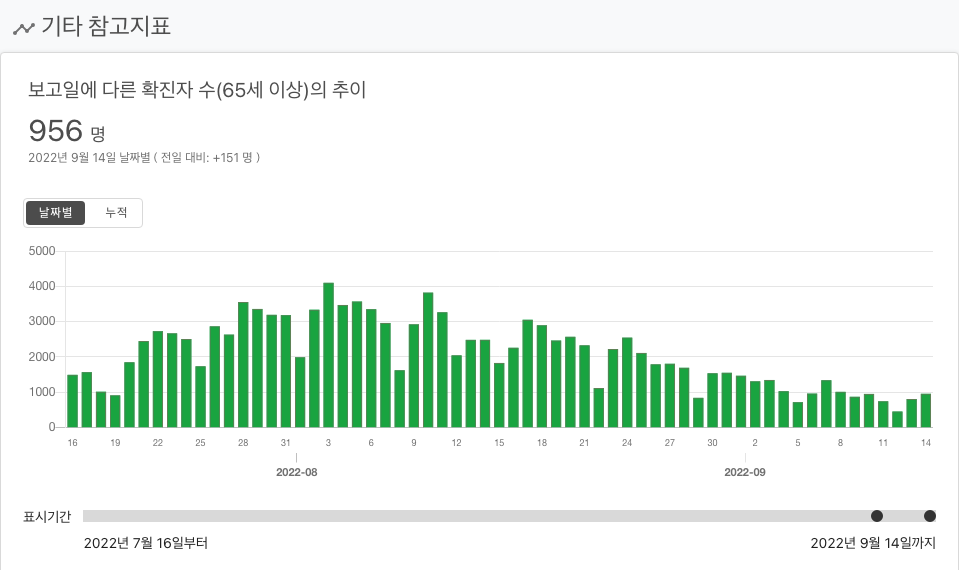 기타 참고지표
보고일에 다른 확진자 수(65세 이상)의 추이
956 명
2022년 9월 14일 날짜별 ( 전일 대비: +151 명 )
날짜별 누적
5000
4000
3000
2000
1000
0
16 19 22 25 28 31 3 6 9 12 15 18 21 24 27 30 2 5 8 11 14
2022-08 2022-09
표시기간
2022년 7월 16일부터 2022년 9월 14일까지